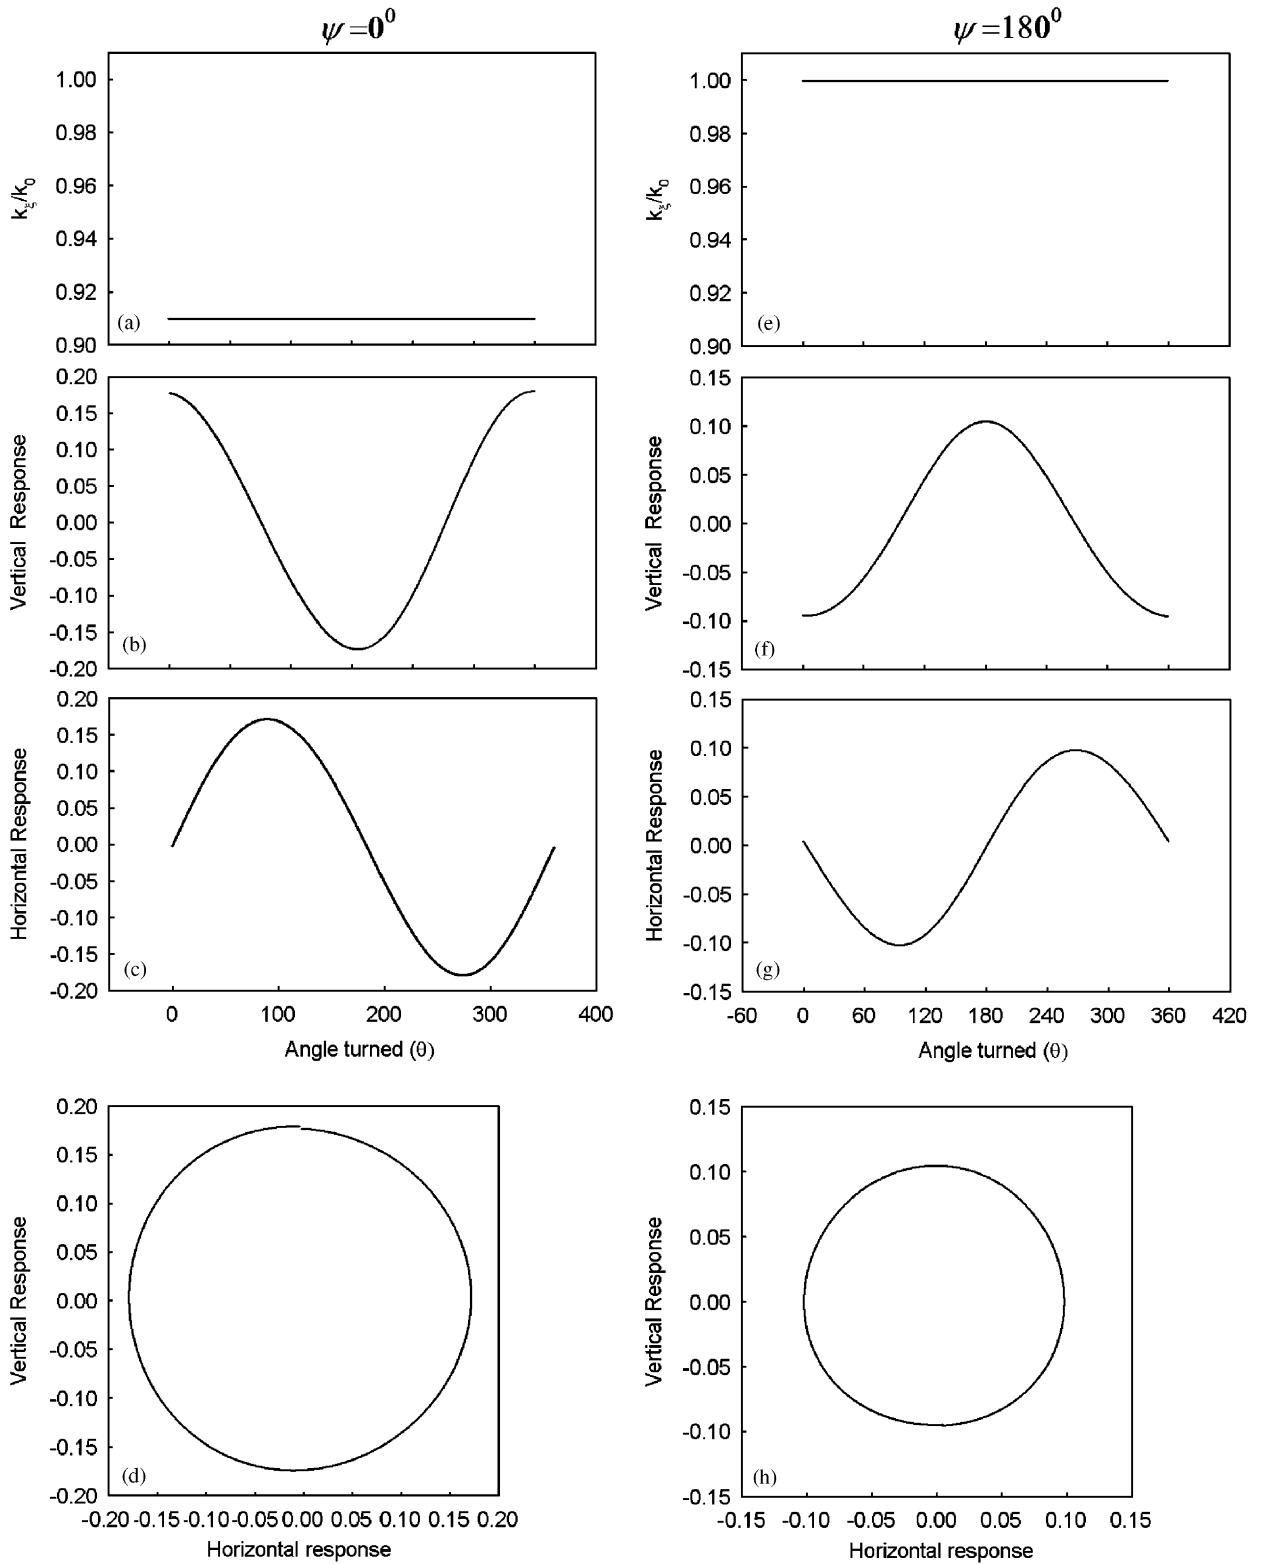 ψ=0⁰
1.00
0.98
0.96
0.94
0.92
0.90
kξ/k0
(a)
0.20
0.15
0.10
0.05
0.00
-0.05
-0.10
-0.15
-0.20
Vertical Response
(b)
0.20
0.15
0.10
0.05
0.00
-0.05
-0.10
-0.15
-0.20
Horizontal Response
(c)
0 100 200 300 400
Angle turned (θ)
0.20
0.15
0.10
0.05
0.00
-0.05
-0.10
-0.15
-0.20
Vertical Response
(d)
-0.20 -0.15 -0.10 -0.05 0.00 0.05 0.10 0.15 0.20
Horizontal response
ψ=180⁰
1.00
0.98
0.96
0.94
0.92
0.90
kξ/k0
(e)
0.15
0.10
0.05
0.00
-0.05
-0.10
-0.15
Vertical Response
(f)
0.15
0.10
0.05
0.00
-0.05
-0.10
-0.15
Horizontal Response
(g)
-60 0 60 120 180 240 300 360 420
Angle turned (θ)
0.15
0.10
0.05
0.00
-0.05
-0.10
-0.15
Vertical Response
(h)
-0.15 -0.10 -0.05 0.00 0.05 0.10 0.15
Horizontal response